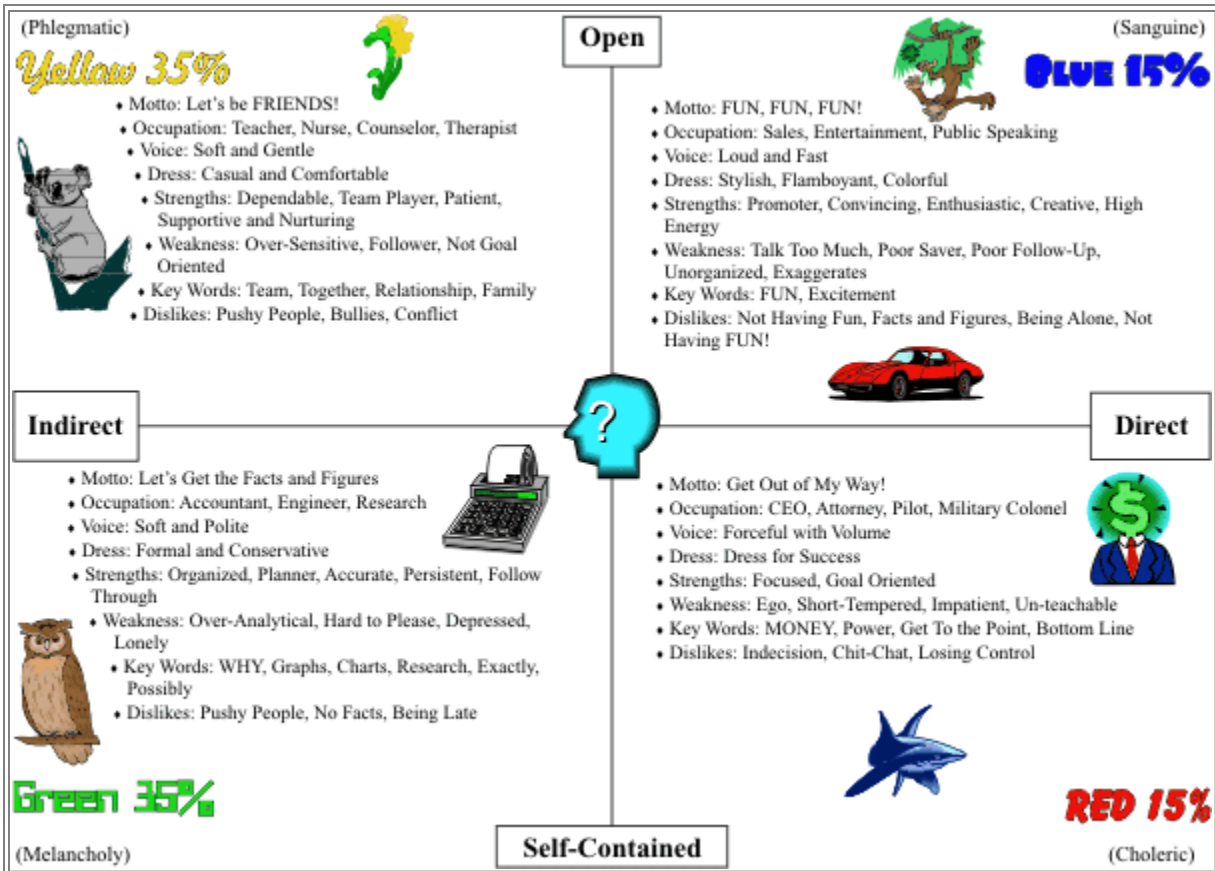 (Phlegmatic)
Yellow 35%
♦ Motto: Let's be FRIENDS!
♦ Occupation: Teacher, Nurse, Counselor, Therapist
♦ Voice: Soft and Gentle
♦ Dress: Casual and Comfortable
♦ Strengths: Dependable, Team Player, Patient,
Supportive and Nurturing
♦ Weakness: Over-Sensitive, Follower, Not Goal
Oriented
♦ Key Words: Team, Together, Relationship, Family
♦ Dislikes: Pushy People, Bullies, Conflict
Open
(Sanguine)
BLUE 15%
♦ Motto: FUN, FUN, FUN!
♦ Occupation: Sales, Entertainment, Public Speaking
♦ Voice: Loud and Fast
♦ Dress: Stylish, Flamboyant, Colorful
♦ Strengths: Promoter, Convincing, Enthusiastic, Creative, High
Energy
♦ Weakness: Talk Too Much, Poor Saver, Poor Follow-Up,
Unorganized, Exaggerates
♦ Key Words: FUN, Excitement
♦ Dislikes: Not Having Fun, Facts and Figures, Being Alone, Not
Having FUN!
Indirect
?
Direct
♦ Motto: Let's Get the Facts and Figures
♦ Occupation: Accountant, Engineer, Research
♦ Voice: Soft and Polite
♦ Dress: Formal and Conservative
♦ Strengths: Organized, Planner, Accurate, Persistent, Follow
Through
♦ Weakness: Over-Analytical, Hard to Please, Depressed,
Lonely
♦ Key Words: WHY, Graphs, Charts, Research, Exactly,
Possibly
♦ Dislikes: Pushy People, No Facts, Being Late
Green 35%
(Melancholy)
♦ Motto: Get Out of My Way!
♦ Occupation: CEO, Attorney, Pilot, Military Colonel
♦ Voice: Forceful with Volume
♦ Dress: Dress for Success
♦ Strengths: Focused, Goal Oriented
♦ Weakness: Ego, Short-Tempered, Impatient, Un-teachable
♦ Key Words: MONEY, Power, Get To the Point, Bottom Line
♦ Dislikes: Indecision, Chit-Chat, Losing Control
$
RED 15%
(Choleric)
Self-Contained